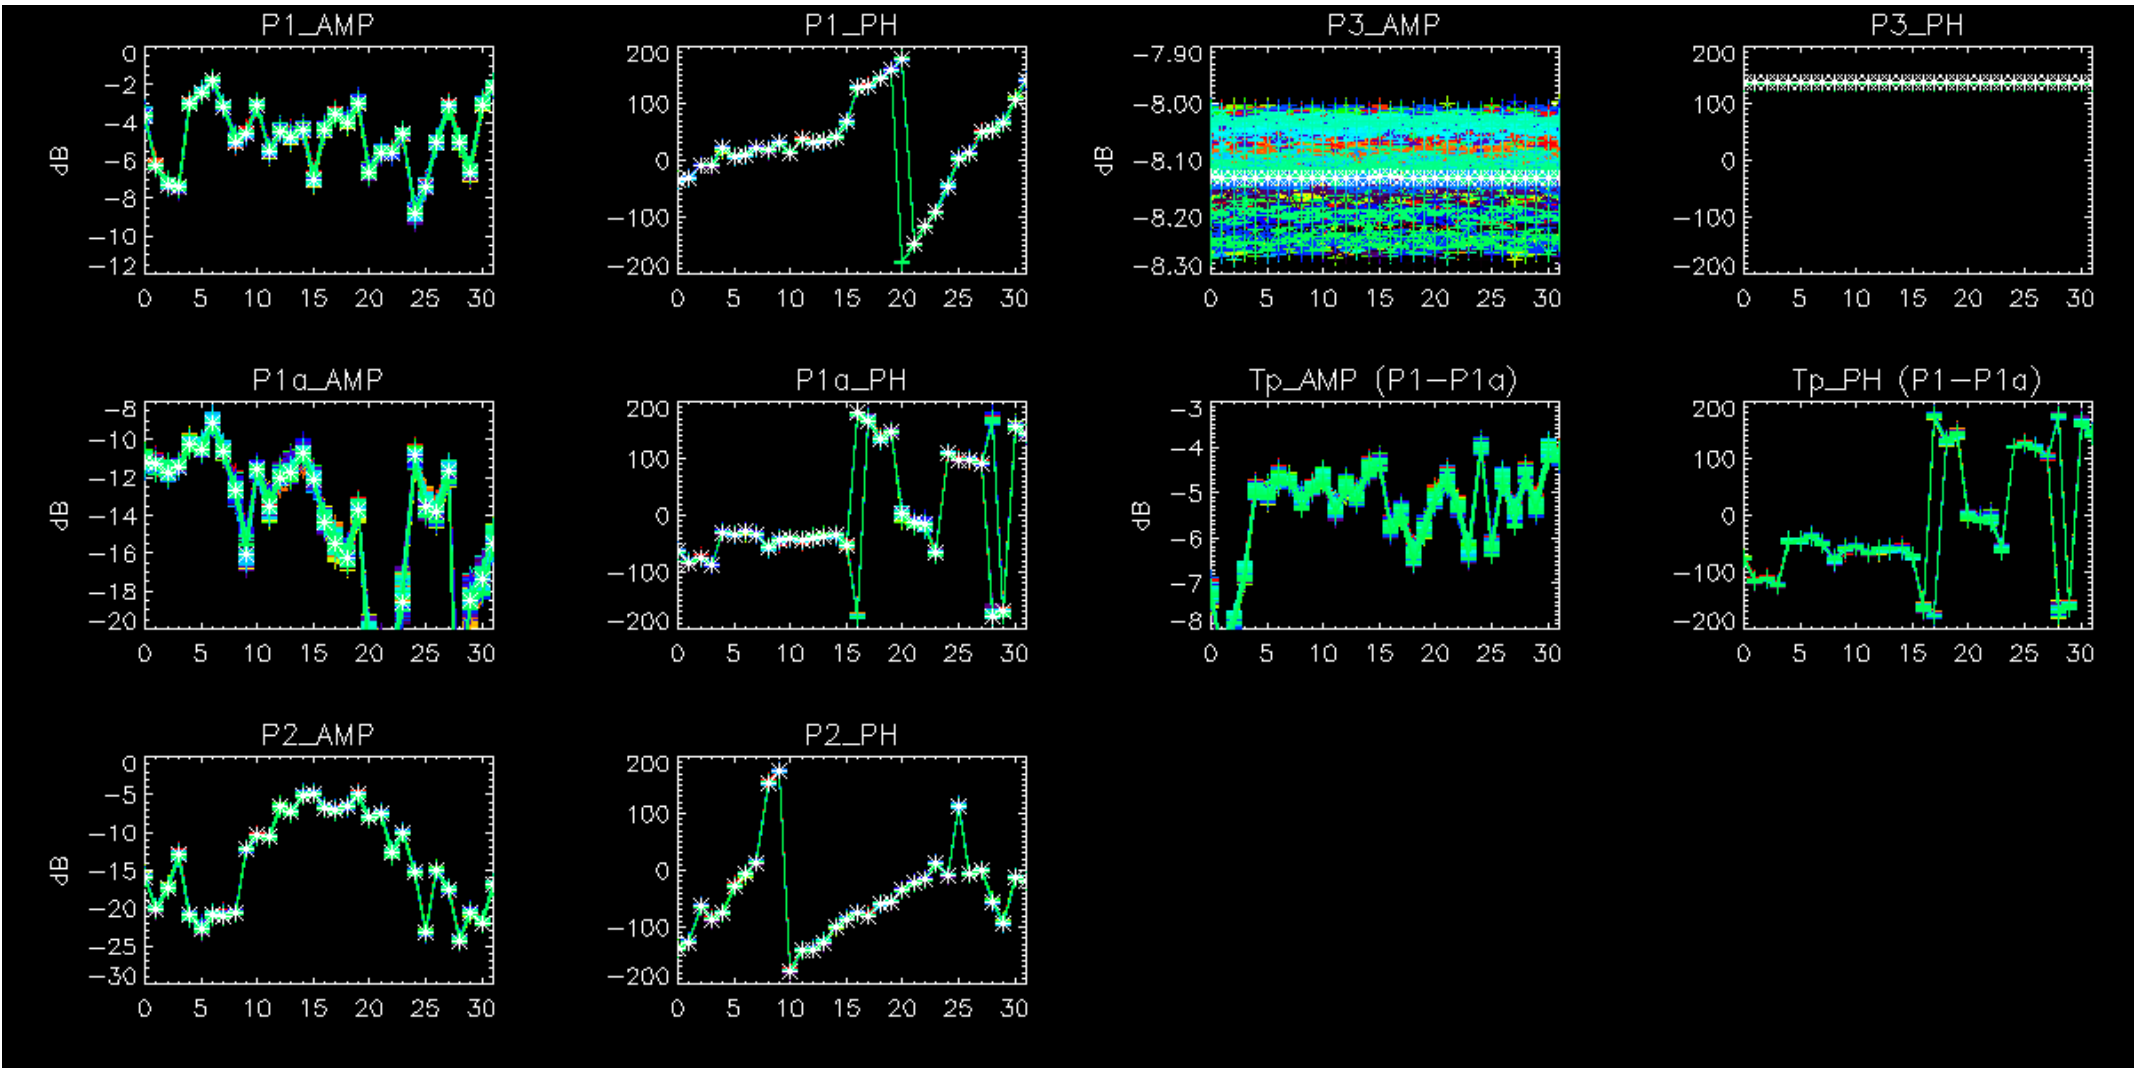 P1_AMP
dB
0
−2
−4
−6
−8
−10
−12
0 5 10 15 20 25 30
P1_PH
200
100
0
−100
−200
0 5 10 15 20 25 30
P3_AMP
dB
−7.90
−8.00
−8.10
−8.20
−8.30
0 5 10 15 20 25 30
P3_PH
200
100
0
−100
−200
0 5 10 15 20 25 30
P1a_AMP
dB
−8
−10
−12
−14
−16
−18
−20
0 5 10 15 20 25 30
P1a_PH
200
100
0
−100
−200
0 5 10 15 20 25 30
Tp_AMP (P1−P1a)
dB
−3
−4
−5
−6
−7
−8
0 5 10 15 20 25 30
Tp_PH (P1−P1a)
200
100
0
−100
−200
0 5 10 15 20 25 30
P2_AMP
dB
0
−5
−10
−15
−20
−25
−30
0 5 10 15 20 25 30
P2_PH
200
100
0
−100
−200
0 5 10 15 20 25 30